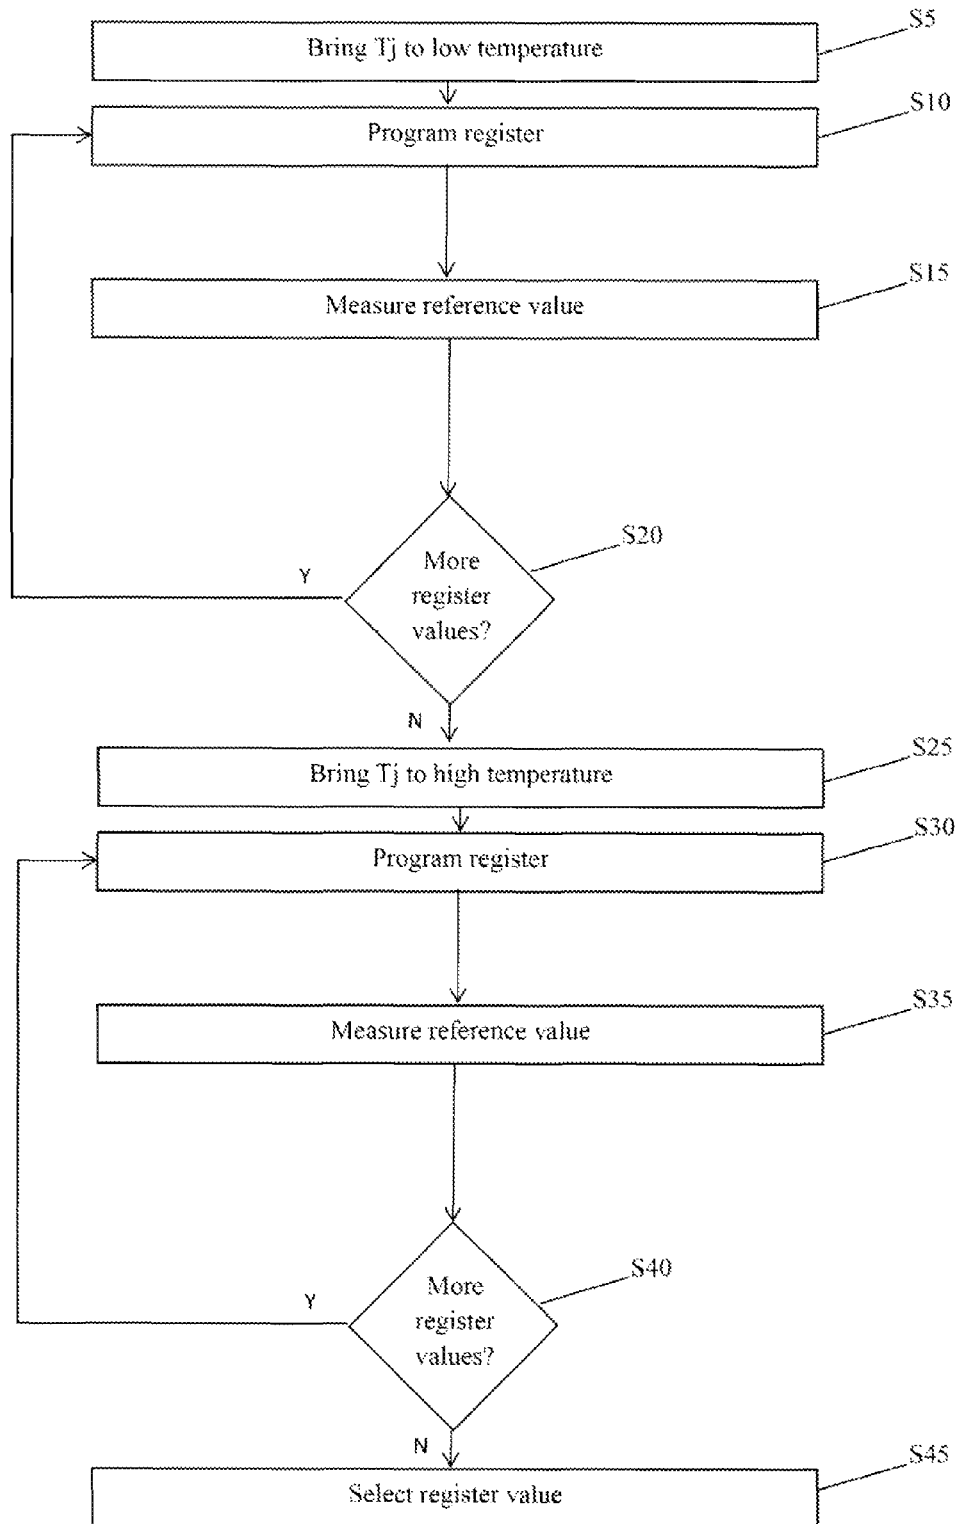 S5
Bring Tj to low temperature
S10
Program register
S15
Measure reference value
S20
More
register
values?
Y
N
S25
Bring Tj to high temperature
S30
Program register
S35
Measure reference value
S40
More
register
values?
Y
N
S45
Select register value